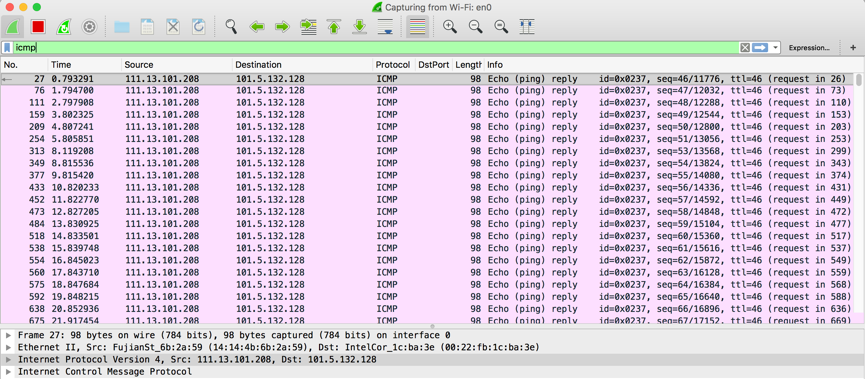 Capturing from Wi-Fi: en0
icmp
Expression... +
No. Time Source Destination Protocol DstPort Length Info
27 0.793291 111.13.101.208 101.5.132.128 ICMP 98 Echo (ping) reply id=0x0237, seq=46/11776, ttl=46 (request in 26)
76 1.794700 111.13.101.208 101.5.132.128 ICMP 98 Echo (ping) reply id=0x0237, seq=47/12032, ttl=46 (request in 73)
111 2.797908 111.13.101.208 101.5.132.128 ICMP 98 Echo (ping) reply id=0x0237, seq=48/12288, ttl=46 (request in 110)
159 3.802325 111.13.101.208 101.5.132.128 ICMP 98 Echo (ping) reply id=0x0237, seq=49/12544, ttl=46 (request in 153)
209 4.807241 111.13.101.208 101.5.132.128 ICMP 98 Echo (ping) reply id=0x0237, seq=50/12800, ttl=46 (request in 203)
254 5.805851 111.13.101.208 101.5.132.128 ICMP 98 Echo (ping) reply id=0x0237, seq=51/13056, ttl=46 (request in 253)
313 8.119208 111.13.101.208 101.5.132.128 ICMP 98 Echo (ping) reply id=0x0237, seq=53/13568, ttl=46 (request in 299)
349 8.815536 111.13.101.208 101.5.132.128 ICMP 98 Echo (ping) reply id=0x0237, seq=54/13824, ttl=46 (request in 343)
377 9.815420 111.13.101.208 101.5.132.128 ICMP 98 Echo (ping) reply id=0x0237, seq=55/14080, ttl=46 (request in 374)
433 10.820233 111.13.101.208 101.5.132.128 ICMP 98 Echo (ping) reply id=0x0237, seq=56/14336, ttl=46 (request in 431)
452 11.822770 111.13.101.208 101.5.132.128 ICMP 98 Echo (ping) reply id=0x0237, seq=57/14592, ttl=46 (request in 449)
473 12.827205 111.13.101.208 101.5.132.128 ICMP 98 Echo (ping) reply id=0x0237, seq=58/14848, ttl=46 (request in 472)
484 13.830925 111.13.101.208 101.5.132.128 ICMP 98 Echo (ping) reply id=0x0237, seq=59/15104, ttl=46 (request in 477)
518 14.833501 111.13.101.208 101.5.132.128 ICMP 98 Echo (ping) reply id=0x0237, seq=60/15360, ttl=46 (request in 517)
538 15.839748 111.13.101.208 101.5.132.128 ICMP 98 Echo (ping) reply id=0x0237, seq=61/15616, ttl=46 (request in 537)
554 16.845023 111.13.101.208 101.5.132.128 ICMP 98 Echo (ping) reply id=0x0237, seq=62/15872, ttl=46 (request in 549)
560 17.843710 111.13.101.208 101.5.132.128 ICMP 98 Echo (ping) reply id=0x0237, seq=63/16128, ttl=46 (request in 559)
575 18.847684 111.13.101.208 101.5.132.128 ICMP 98 Echo (ping) reply id=0x0237, seq=64/16384, ttl=46 (request in 568)
592 19.848215 111.13.101.208 101.5.132.128 ICMP 98 Echo (ping) reply id=0x0237, seq=65/16640, ttl=46 (request in 588)
638 20.852936 111.13.101.208 101.5.132.128 ICMP 98 Echo (ping) reply id=0x0237, seq=66/16896, ttl=46 (request in 636)
675 21.917454 111.13.101.208 101.5.132.128 ICMP 98 Echo (ping) reply id=0x0237, seq=67/17152, ttl=46 (request in 669)
Frame 27: 98 bytes on wire (784 bits), 98 bytes captured (784 bits) on interface 0
Ethernet II, Src: FujianSt_6b:2a:59 (14:14:4b:6b:2a:59), Dst: IntelCor_1c:ba:3e (00:22:fb:1c:ba:3e)
Internet Protocol Version 4, Src: 111.13.101.208, Dst: 101.5.132.128
Internet Control Message Protocol